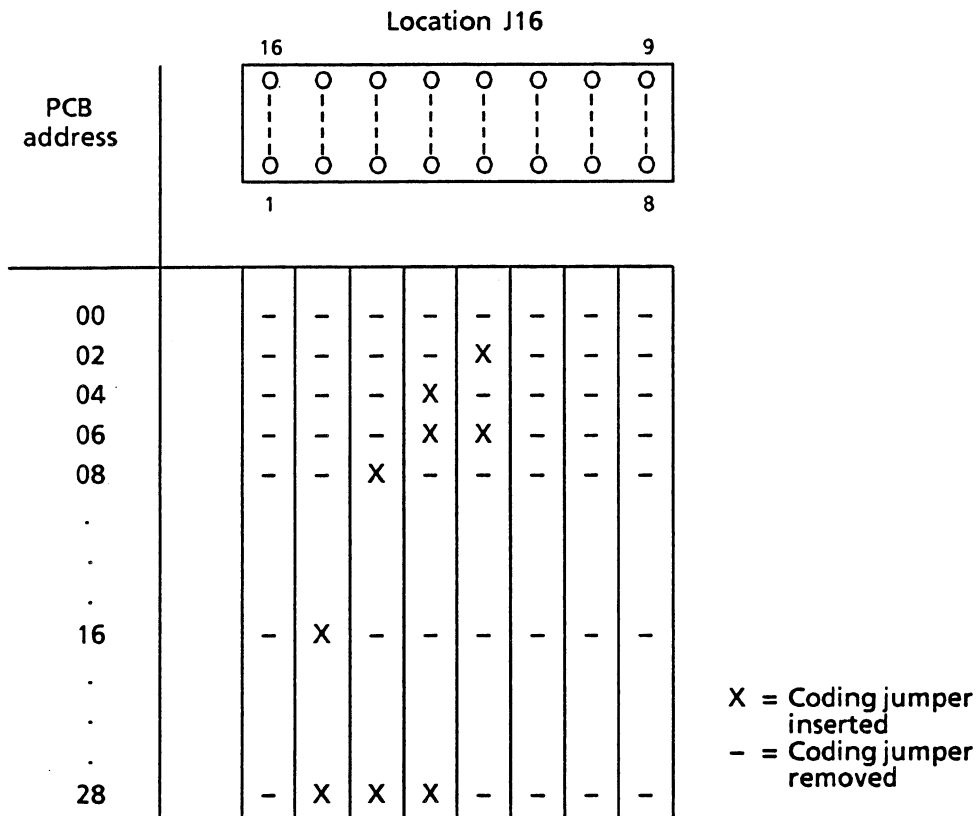 Location J16
16 9
PCB
address
1 8
00 – – – – – – – –
02 – – – – X – – –
04 – – – X – – – –
06 – – – X X – – –
08 – – X – – – – –
.
.
.
16 – X – – – – – –
.
.
.
28 – X X X – – – –
X = Coding jumper
inserted
– = Coding jumper
removed